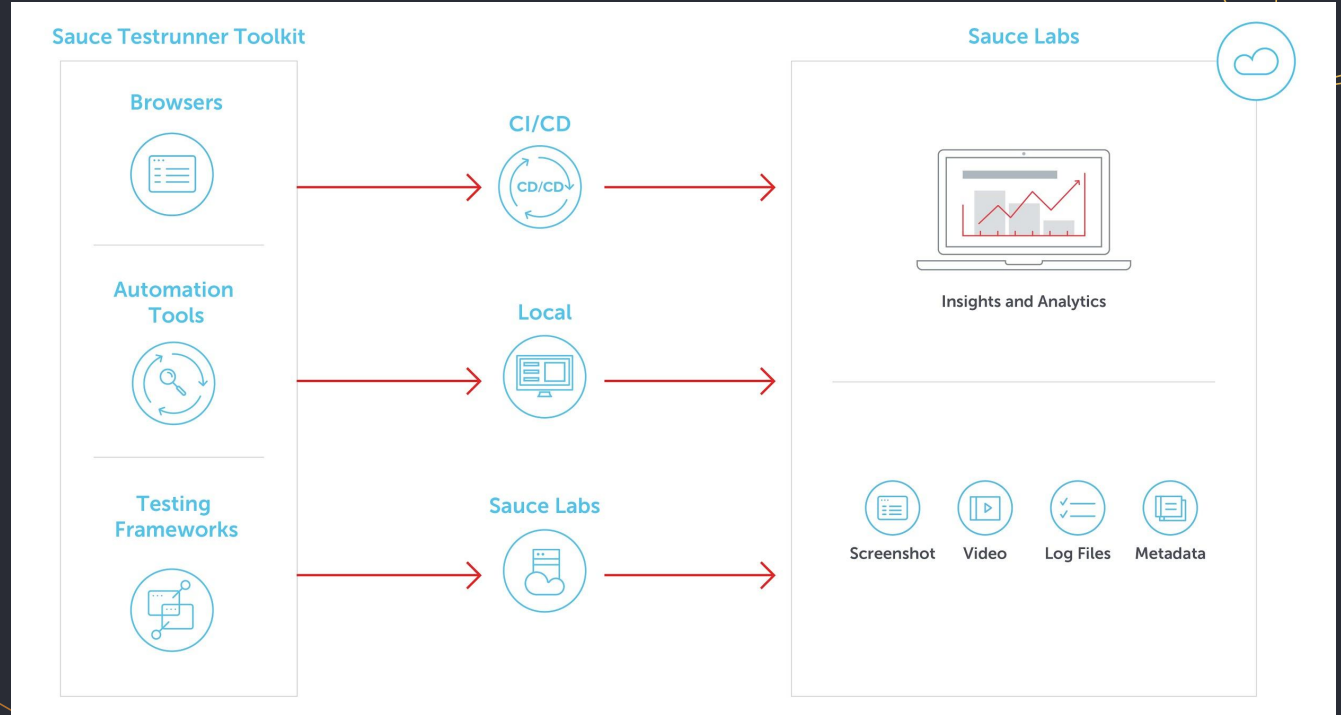 Sauce Testrunner Toolkit
Sauce Labs
Browsers
Automation
Tools
Testing
Frameworks
CI/CD
CD/CD
Local
Sauce Labs
Insights and Analytics
Screenshot
Video
Log Files
Metadata